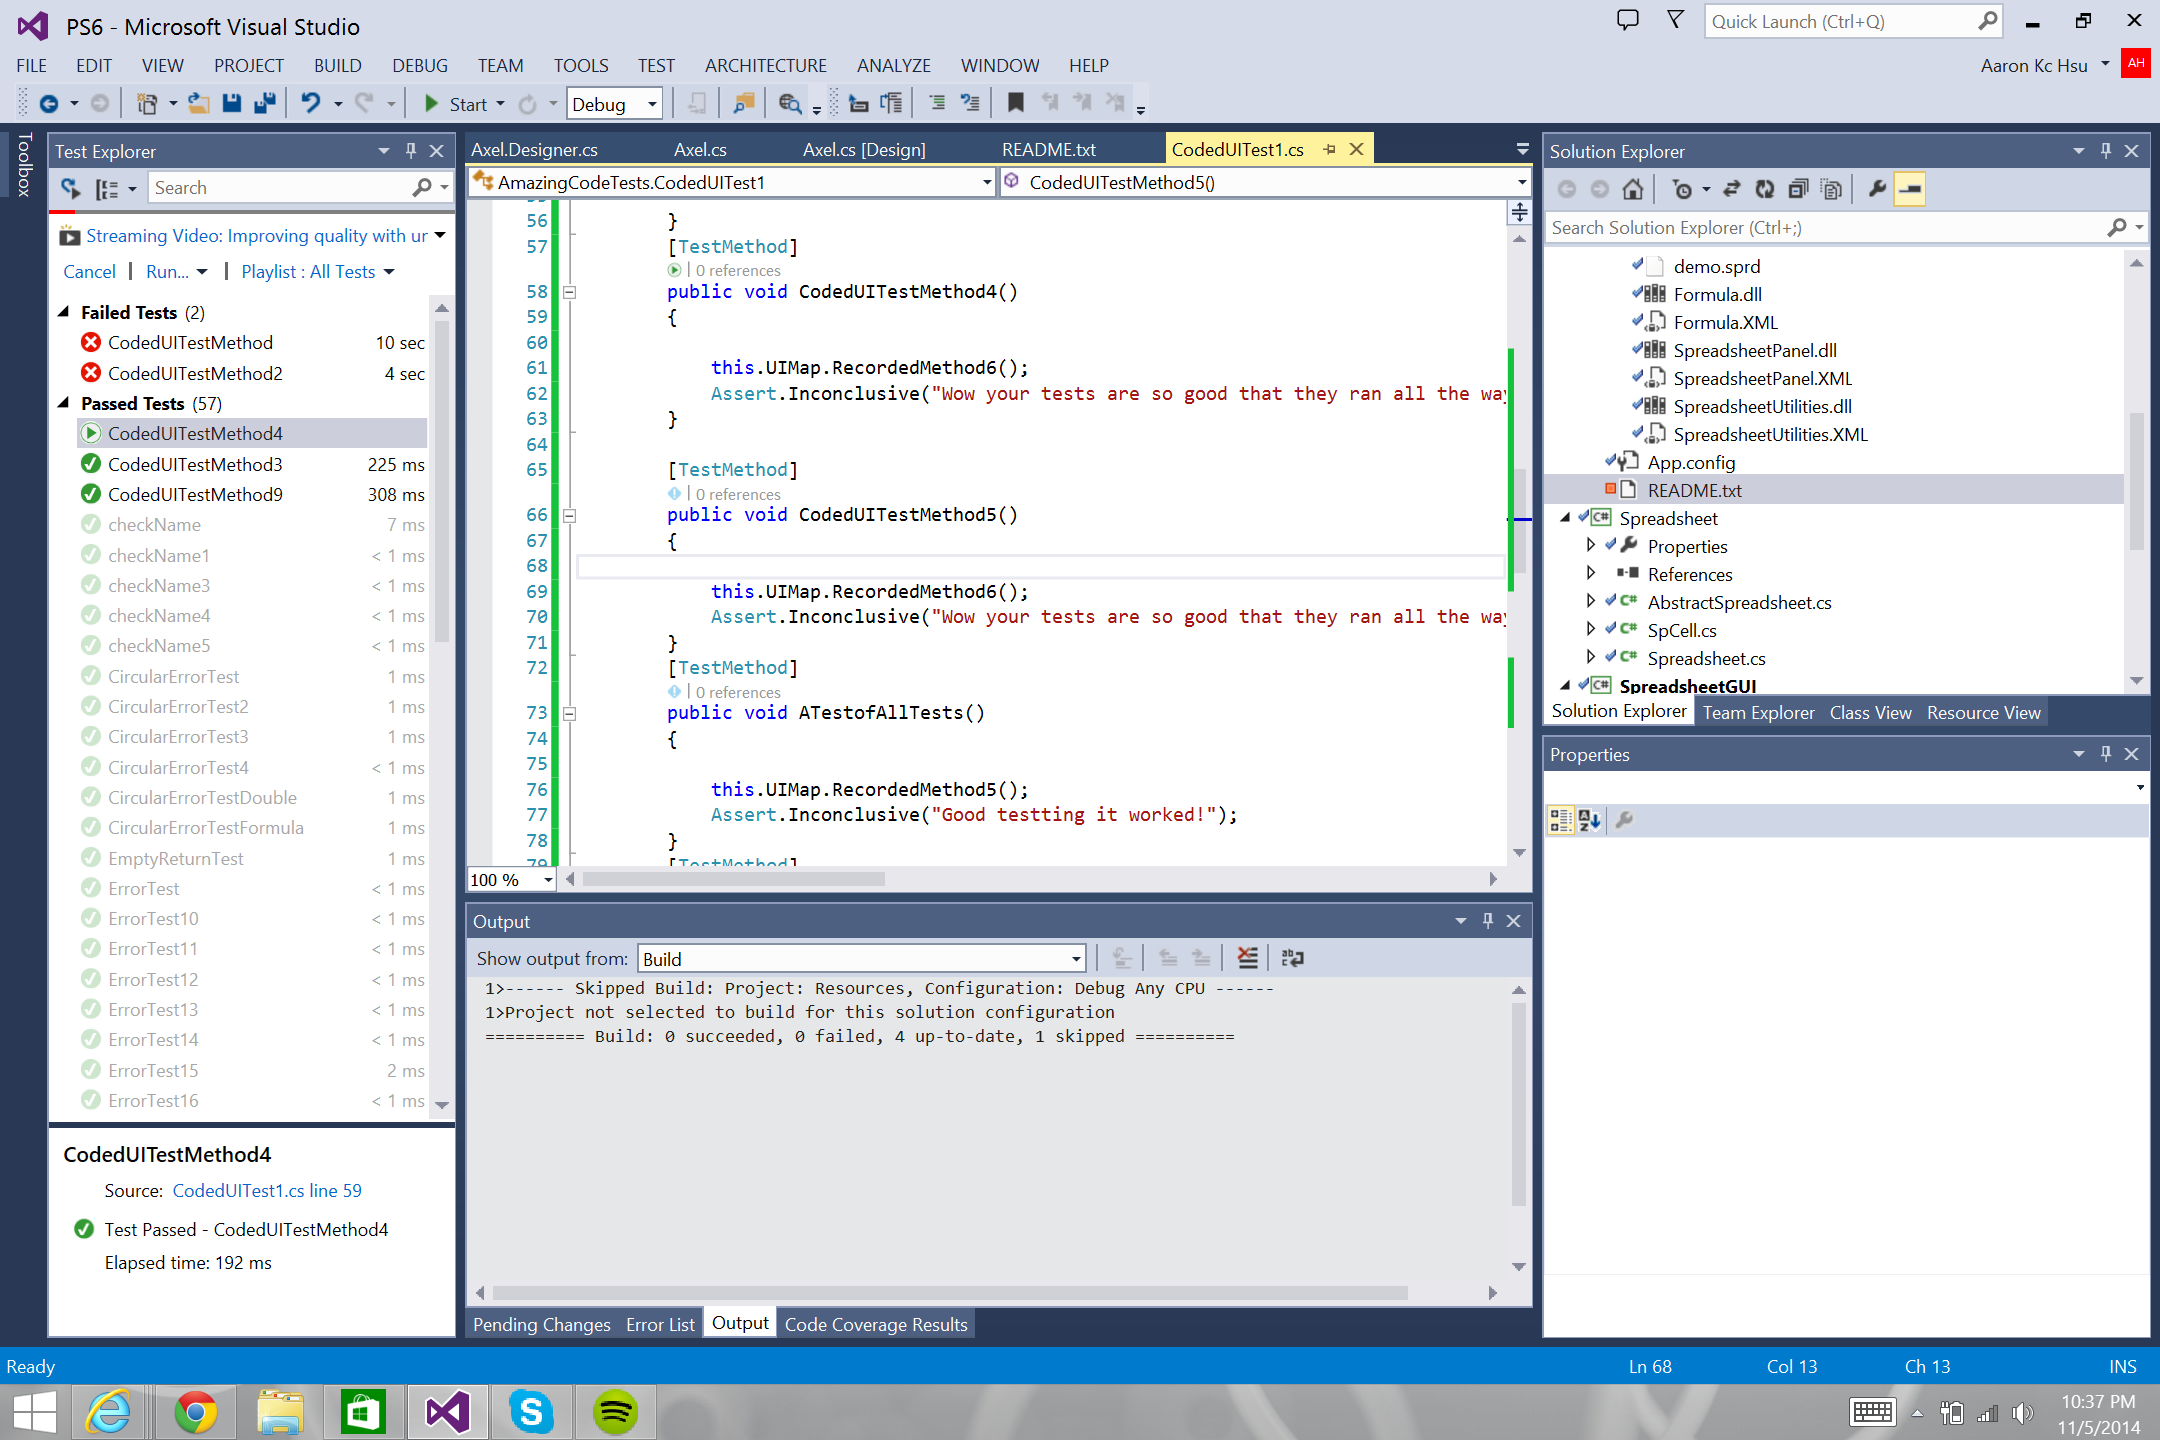 PS6 - Microsoft Visual Studio
Quick Launch (Ctrl+Q)
FILE EDIT VIEW PROJECT BUILD DEBUG TEAM TOOLS TEST ARCHITECTURE ANALYZE WINDOW HELP
Aaron Kc Hsu AH
Start Debug
Toolbox
Test Explorer
Search
Streaming Video: Improving quality with ur
Cancel | Run... | Playlist : All Tests
Failed Tests (2)
CodedUITestMethod 10 sec
CodedUITestMethod2 4 sec
Passed Tests (57)
CodedUITestMethod4
CodedUITestMethod3 225 ms
CodedUITestMethod9 308 ms
checkName 7 ms
checkName1 < 1 ms
checkName3 < 1 ms
checkName4 < 1 ms
checkName5 < 1 ms
CircularErrorTest 1 ms
CircularErrorTest2 1 ms
CircularErrorTest3 1 ms
CircularErrorTest4 < 1 ms
CircularErrorTestDouble 1 ms
CircularErrorTestFormula 1 ms
EmptyReturnTest 1 ms
ErrorTest < 1 ms
ErrorTest10 < 1 ms
ErrorTest11 < 1 ms
ErrorTest12 < 1 ms
ErrorTest13 < 1 ms
ErrorTest14 < 1 ms
ErrorTest15 2 ms
ErrorTest16 < 1 ms
CodedUITestMethod4
Source: CodedUITest1.cs line 59
Test Passed - CodedUITestMethod4
Elapsed time: 192 ms
Axel.Designer.cs Axel.cs Axel.cs [Design] README.txt CodedUITest1.cs
AmazingCodeTests.CodedUITest1 CodedUITestMethod5()
55
56 }
57 [TestMethod]
| 0 references
58 public void CodedUITestMethod4()
59 {
60
61 this.UIMap.RecordedMethod6();
62 Assert.Inconclusive("Wow your tests are so good that they ran all the way
63 }
64
65 [TestMethod]
| 0 references
66 public void CodedUITestMethod5()
67 {
68
69 this.UIMap.RecordedMethod6();
70 Assert.Inconclusive("Wow your tests are so good that they ran all the way
71 }
72 [TestMethod]
| 0 references
73 public void ATestofAllTests()
74 {
75
76 this.UIMap.RecordedMethod5();
77 Assert.Inconclusive("Good testting it worked!");
78 }
79 [TestMethod]
100 %
Output
Show output from: Build
1>------ Skipped Build: Project: Resources, Configuration: Debug Any CPU ------
1>Project not selected to build for this solution configuration
========== Build: 0 succeeded, 0 failed, 4 up-to-date, 1 skipped ==========
Pending Changes Error List Output Code Coverage Results
Solution Explorer
Search Solution Explorer (Ctrl+;)
demo.sprd
Formula.dll
Formula.XML
SpreadsheetPanel.dll
SpreadsheetPanel.XML
SpreadsheetUtilities.dll
SpreadsheetUtilities.XML
App.config
README.txt
C# Spreadsheet
Properties
References
C# AbstractSpreadsheet.cs
C# SpCell.cs
C# Spreadsheet.cs
C# SpreadsheetGUI
Solution Explorer Team Explorer Class View Resource View
Properties
Ready Ln 68 Col 13 Ch 13 INS
10:37 PM
11/5/2014